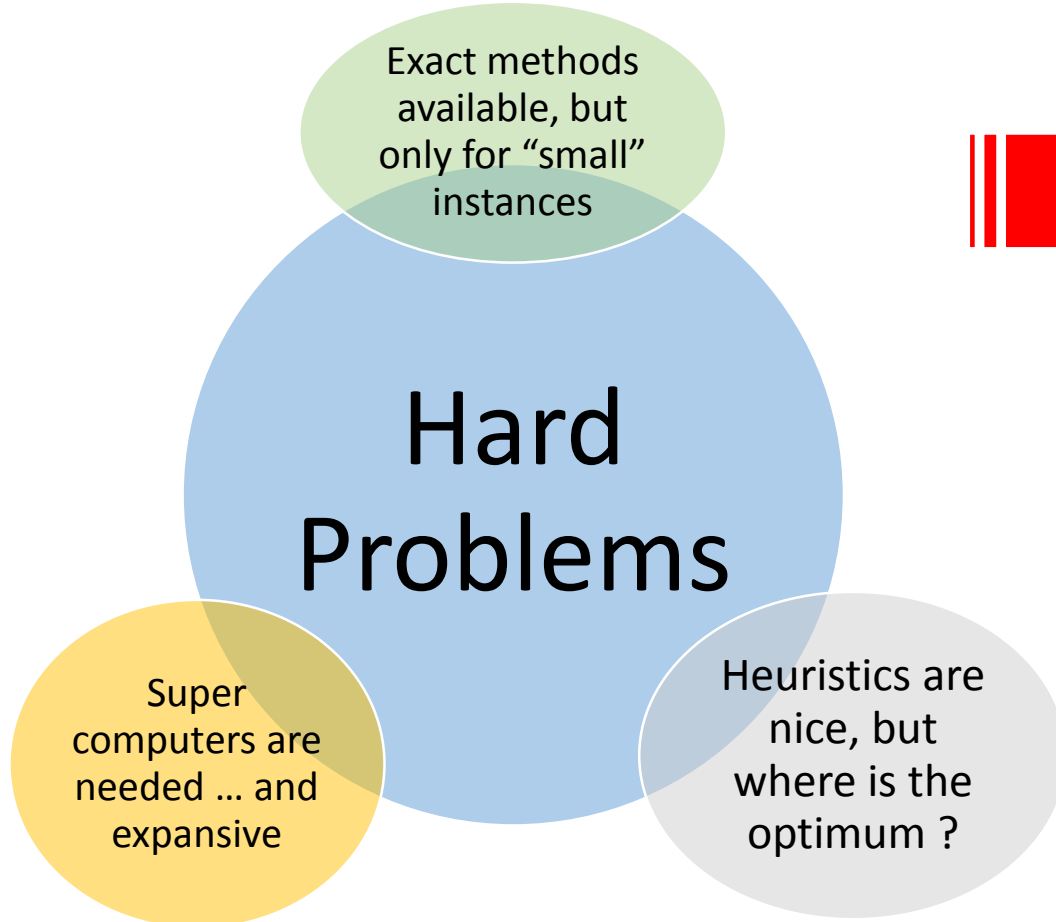 Exact methods
available, but
only for “small”
instances
Hard
Problems
Super
computers are
needed … and
expansive
Heuristics are
nice, but
where is the
optimum ?